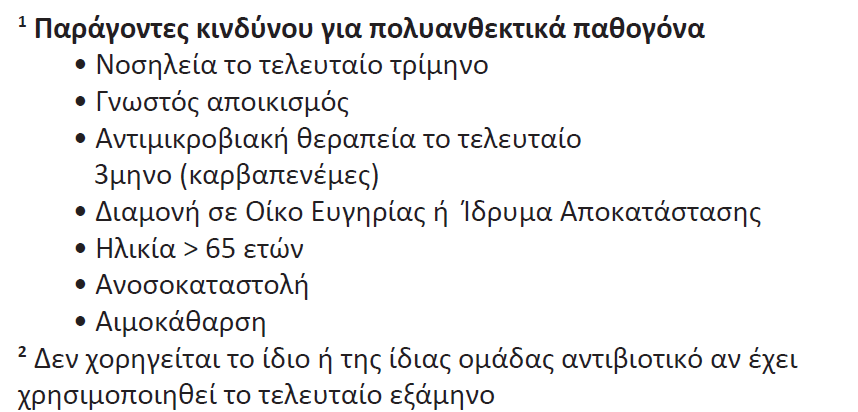 ¹ Παράγοντες κινδύνου για πολυανθεκτικά παθογόνα
• Νοσηλεία το τελευταίο τρίμηνο
• Γνωστός αποικισμός
• Αντιμικροβιακή θεραπεία το τελευταίο
3μηνο (καρβαπενέμες)
• Διαμονή σε Οίκο Ευγηρίας ή  Ίδρυμα Αποκατάστασης
• Ηλικία > 65 ετών
• Ανοσοκαταστολή
• Αιμοκάθαρση
² Δεν χορηγείται το ίδιο ή της ίδιας ομάδας αντιβιοτικό αν έχει
χρησιμοποιηθεί το τελευταίο εξάμηνο